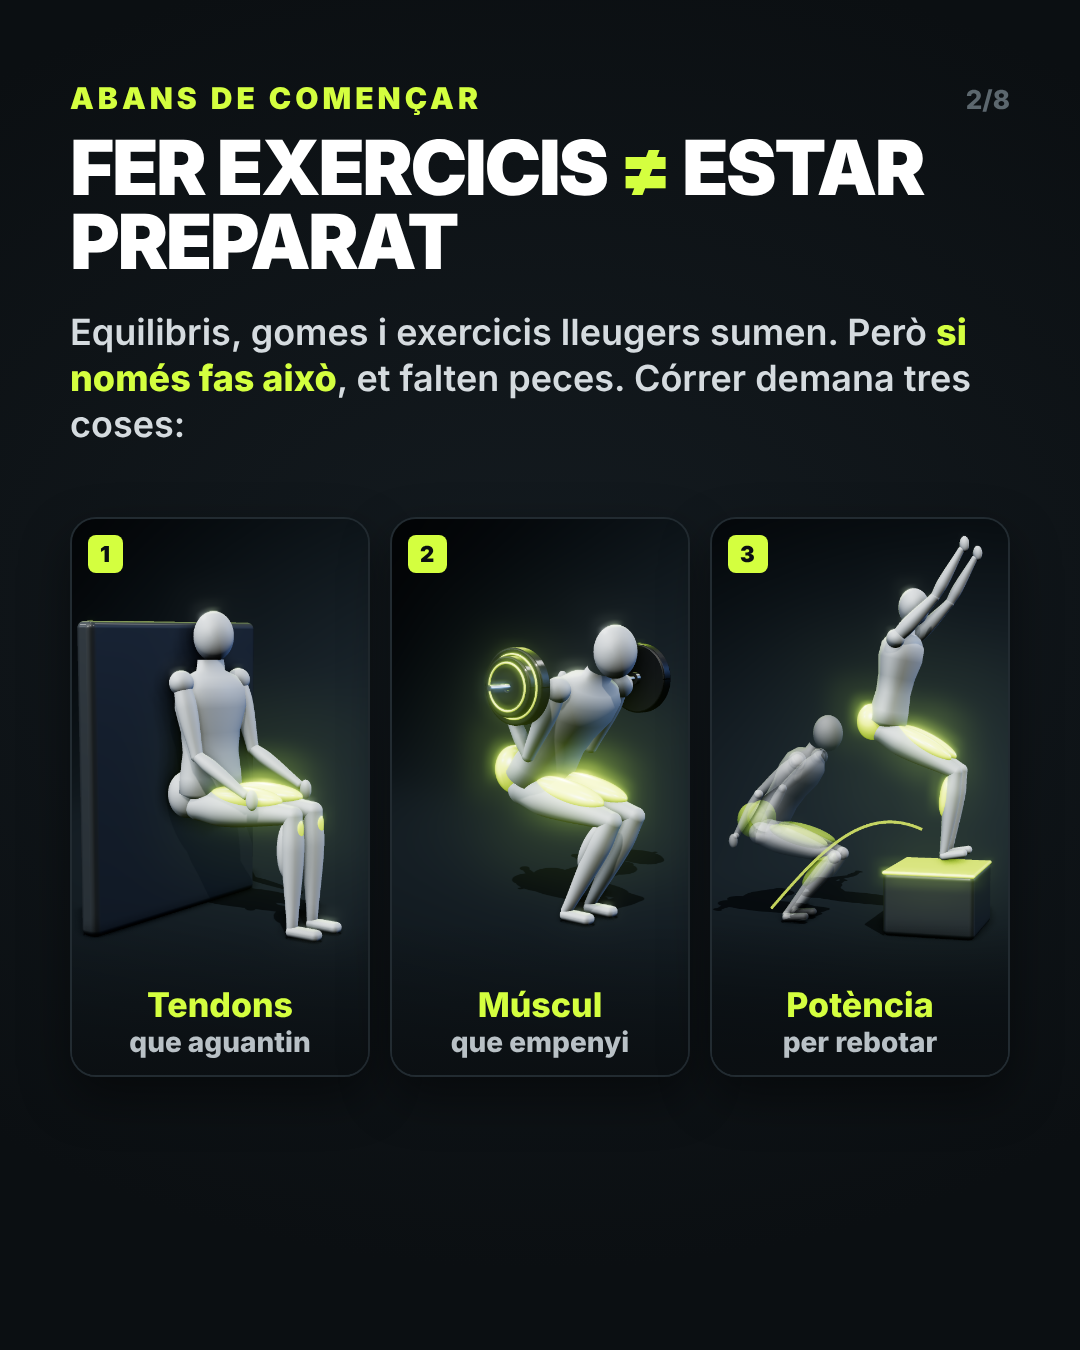 ABANS DE COMENÇAR
2/8
FER EXERCICIS ≠ ESTAR
PREPARAT
Equilibris, gomes i exercicis lleugers sumen. Però si
només fas això, et falten peces. Córrer demana tres
coses:
1
2
3
Tendons
que aguantin
Múscul
que empenyi
Potència
per rebotar